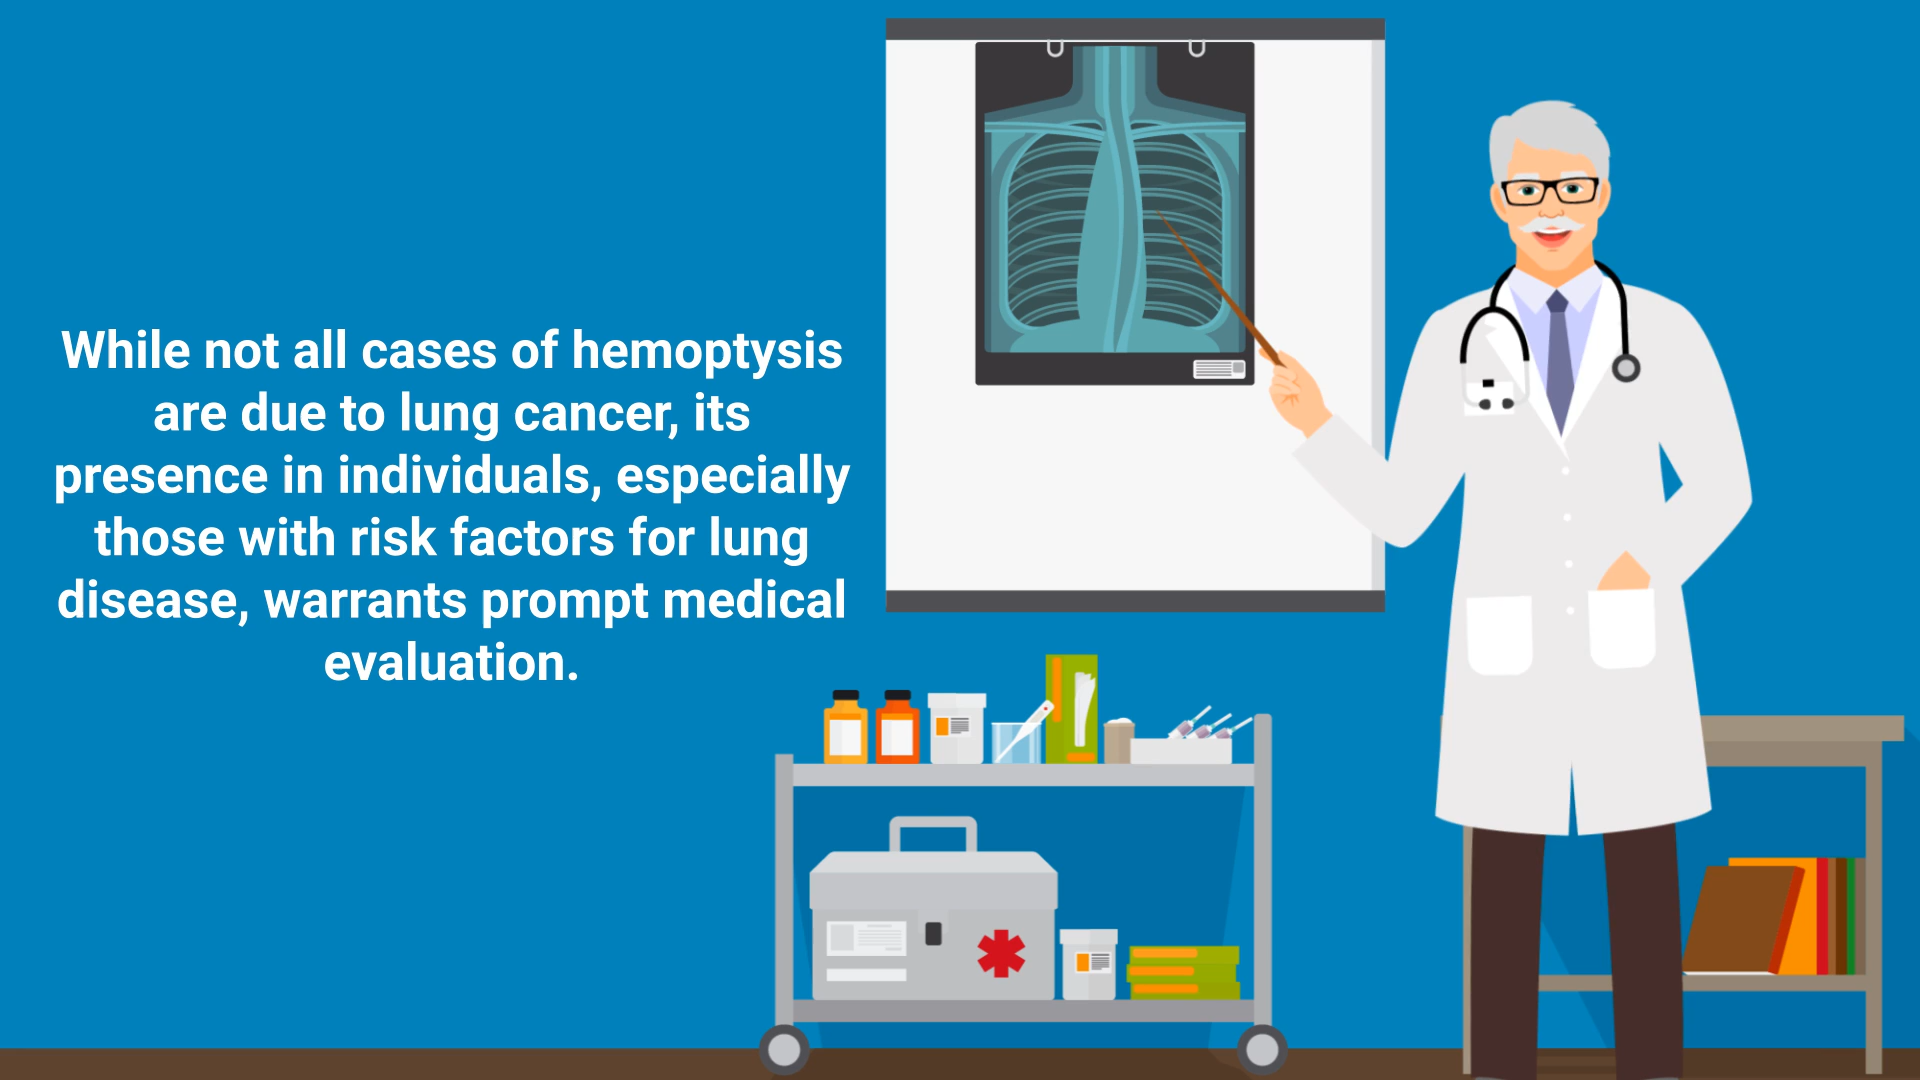 While not all cases of hemoptysis
are due to lung cancer, its
presence in individuals, especially
those with risk factors for lung
disease, warrants prompt medical
evaluation.